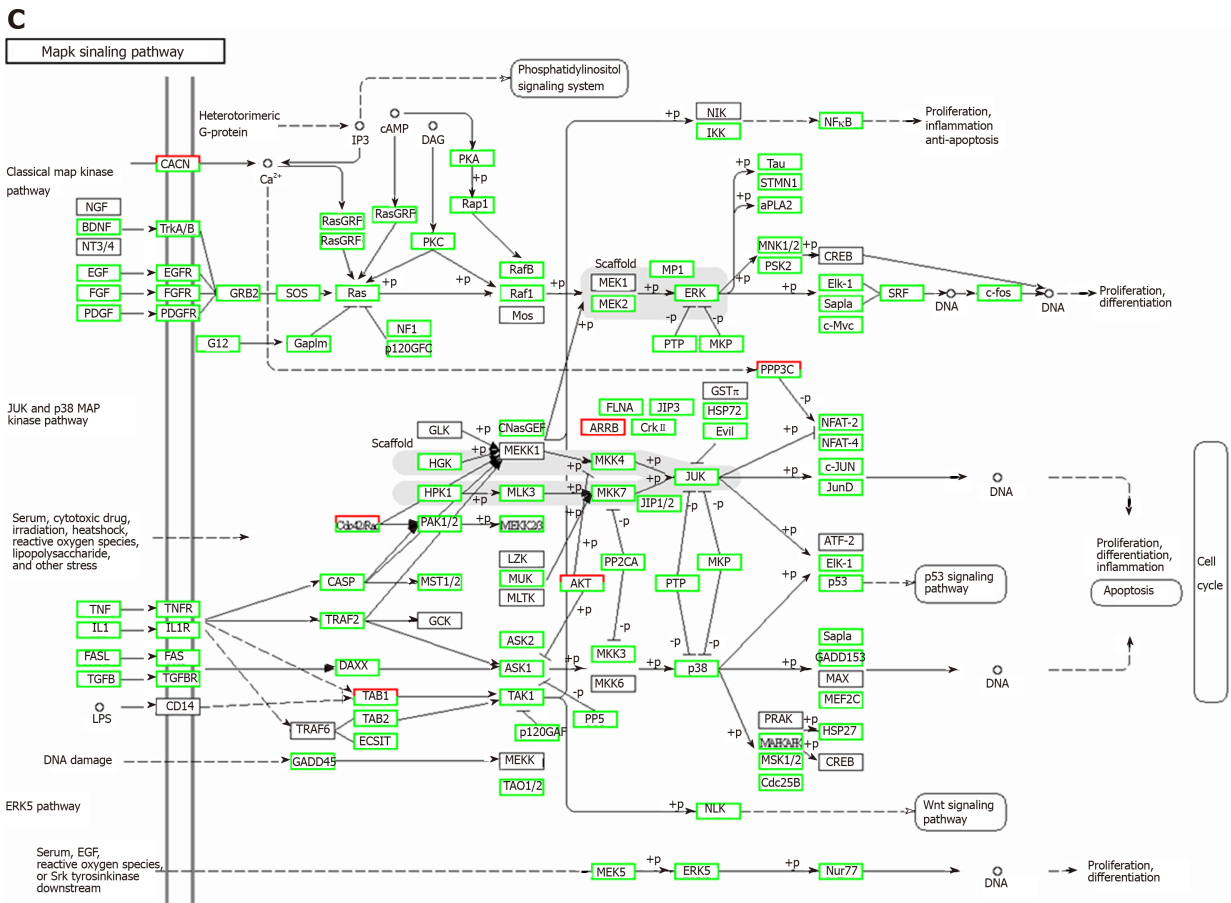 C
Mapk sinaling pathway
Phosphatidylinositol
signaling system
Heterotorimeric
G-protein
IP3
cAMP
DAG
NIK
IKK
+p
NFκB
Proliferation,
inflammation
anti-apoptosis
Classical map kinase
pathway
CACN
Ca2+
PKA
+p
Rap1
RasGRF
RasGRF
RasGRF
PKC
+p
Tau
STMN1
+p
aPLA2
NGF
BDNF
NT3/4
TrkA/B
EGF
EGFR
FGF
FGFR
PDGF
PDGFR
GRB2
SOS
Ras
+p
+p
RafB
Raf1
Mos
+p
+p
Scaffold
MEK1
MEK2
MP1
+p
ERK
+p
+p
MNK1/2
PSK2
+p
CREB
Elk-1
Sapla
c-Mvc
SRF
DNA
c-fos
DNA
Proliferation,
differentiation
G12
Gaplm
NF1
p120GFC
-p
-p
PTP
MKP
PPP3C
-p
JUK and p38 MAP
kinase pathway
GLK
+p
CNasGEF
FLNA
JIP3
ARRB
Crk II
GSTπ
HSP72
Evil
NFAT-2
NFAT-4
+p
Scaffold
HGK
+p
MEKK1
MKK4
+p
+p
JUK
+p
c-JUN
JunD
DNA
HPK1
+p
MLK3
+p
MKK7
+p
JIP1/2
Serum, cytotoxic drug,
irradiation, heatshock,
reactive oxygen species,
lipopolysaccharide,
and other stress
PAK1/2
+p
+p
-p
-p
-p
+p
ATF-2
ElK-1
p53
p53 signaling
pathway
Proliferation,
differentiation,
inflammation
Apoptosis
Cell
cycle
LZK
MUK
MLTK
AKT
+p
PP2CA
PTP
MKP
CASP
MST1/2
TNF
TNFR
IL1
IL1R
TRAF2
GCK
-p
ASK2
-p
-p
FASL
FAS
TGFB
TGFBR
DAXX
ASK1
+p
+p
MKK3
MKK6
+p
p38
+p
+p
Sapla
GADD153
MAX
MEF2C
DNA
LPS
CD14
TAB1
TAK1
-p
PP5
TRAF6
TAB2
ECSIT
p120GAF
+p
PRAK
+p
HSP27
+p
MSK1/2
CREB
Cdc25B
DNA damage
GADD45
MEKK
TAO1/2
ERK5 pathway
+p
NLK
Wnt signaling
pathway
Serum, EGF,
reactive oxygen species,
or Srk tyrosinkinase
downstream
MEK5
+p
ERK5
+p
Nur77
DNA
Proliferation,
differentiation